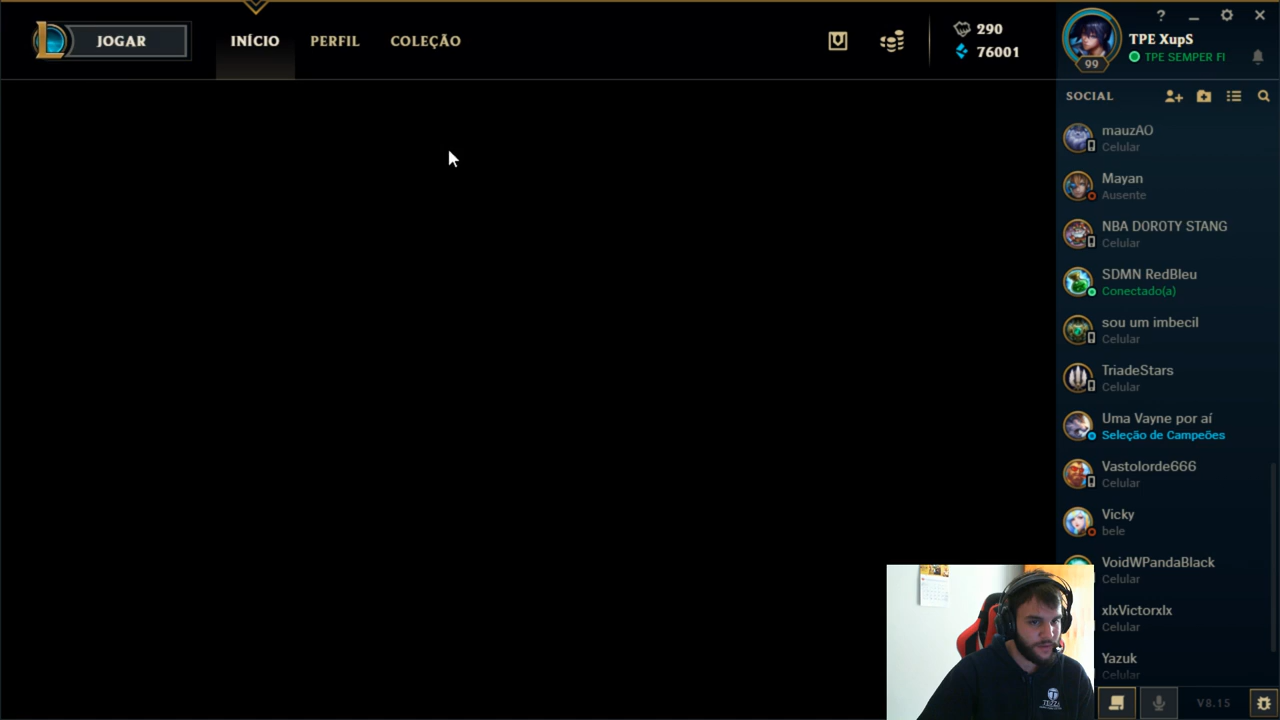 JOGAR
INÍCIO
PERFIL
COLEÇÃO
290
76001
?
99
TPE XupS
TPE SEMPER FI
SOCIAL
mauzAO
Celular
Mayan
Ausente
NBA D0R0TY STANG
Celular
SDMN RedBleu
Conectado(a)
sou um imbecil
Celular
TriadeStars
Celular
Uma Vayne por aí
Seleção de Campeões
Vastolorde666
Celular
Vicky
bele
VoidWPandaBlack
Celular
xlxVictorxlx
Celular
Yazuk
Celular
V8.15